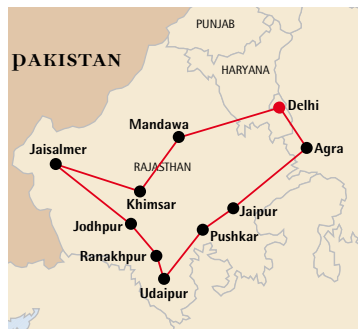 PUNJAB
PAKISTAN
HARYANA
Delhi
Mandawa
Jaisalmer
Agra
RAJASTHAN
Khimsar
Jaipur
Jodhpur
Pushkar
Ranakhpur
Udaipur